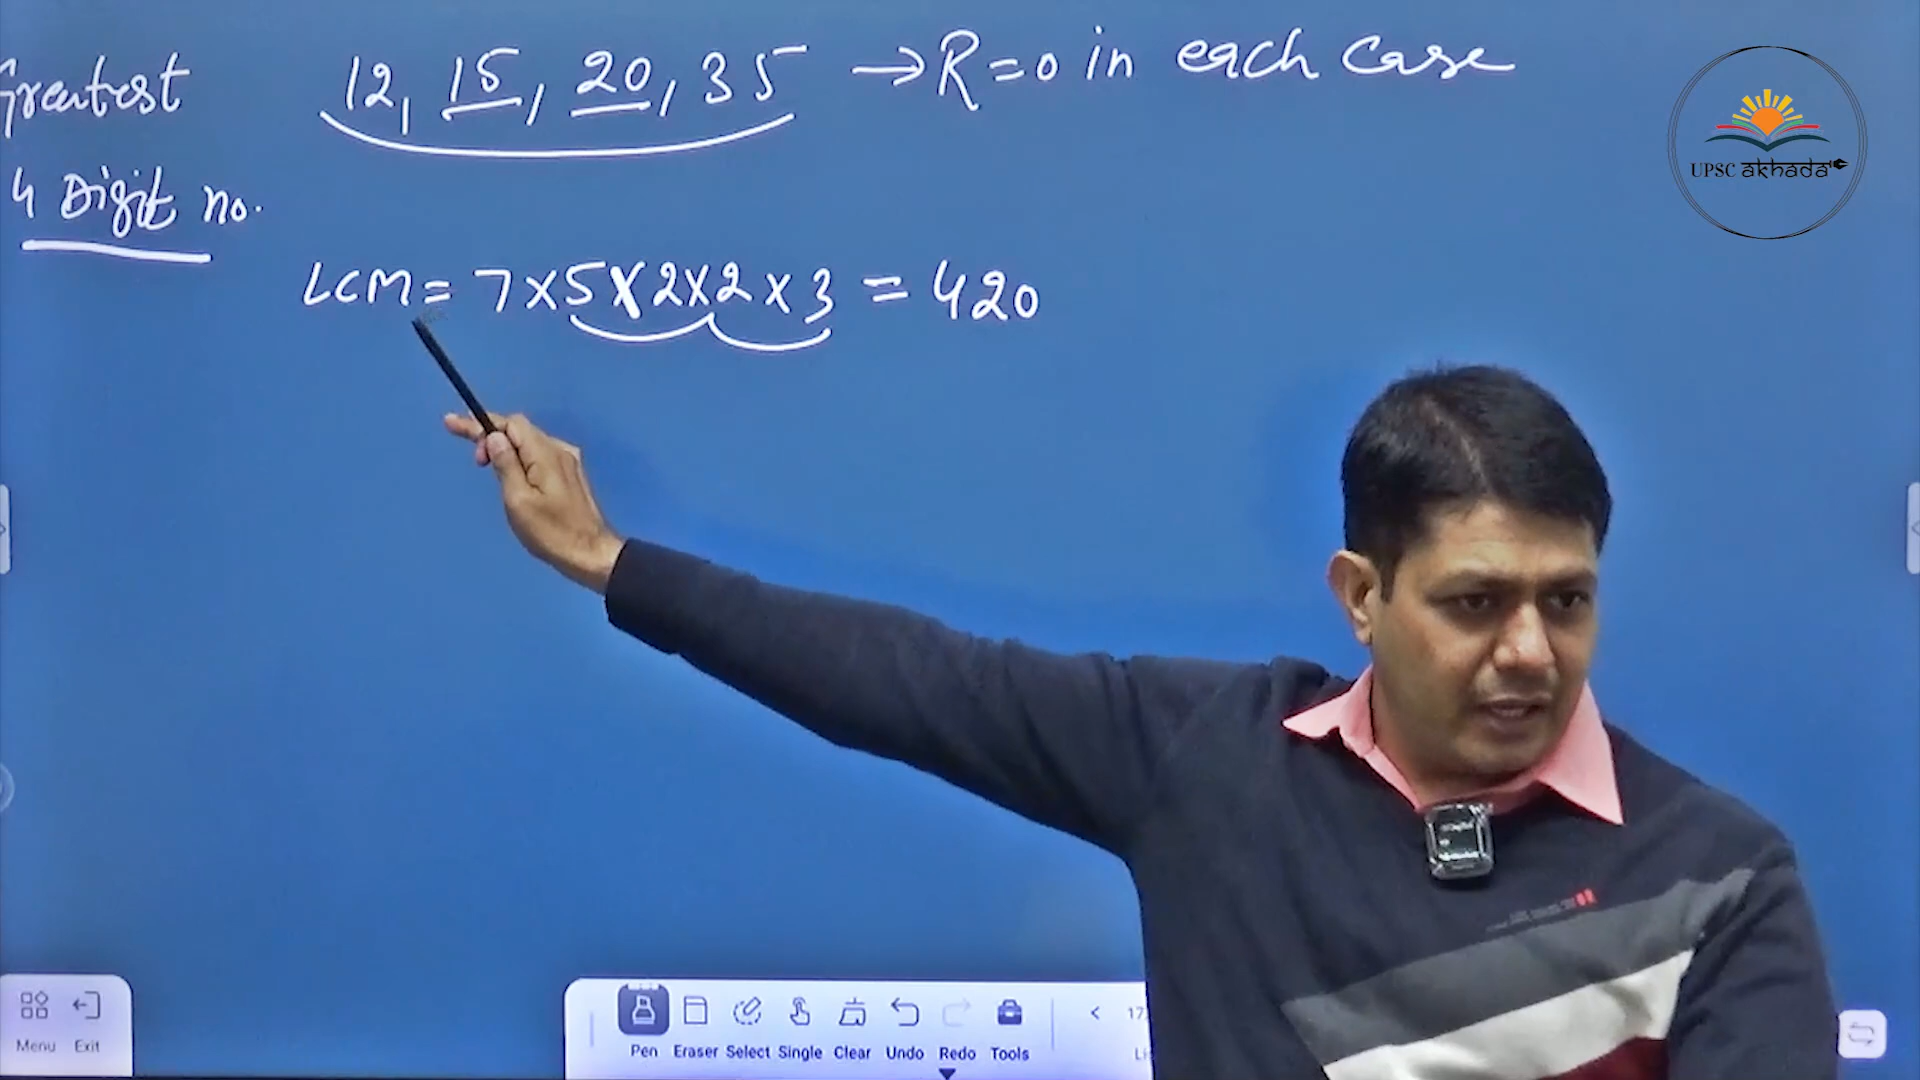 Greatest 12, 15, 20, 35 → R = 0 in each case
4 Digit no.
LCM = 7 × 5 × 2 × 2 × 3 = 420
UPSC akhada
Menu Exit
Pen Eraser Select Single Clear Undo Redo Tools
< 17